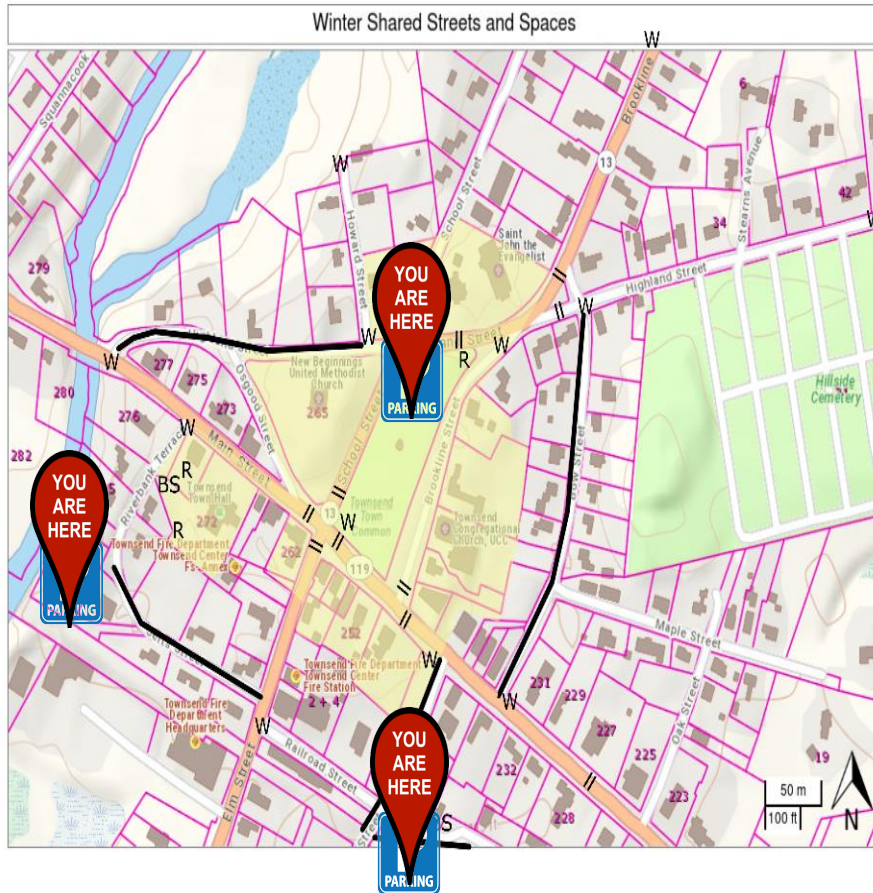 Winter Shared Streets and Spaces
W
Squannacook
6
Brookline
13
W
Howard Street
School Street
Stearns Avenue
42
34
Saint
John the
Evangelist
279
Highland Street
YOU
ARE
HERE
PARKING
W
W
W
W
II
R
277
275
280
276
273
Osgood Street
New Beginnings
United Methodist
Church
265
Hillside
Cemetery
282
W
Main Street
School Street
Brookline Street
Riverbank Terrace
R
BS
Townsend
Town Hall
272
R
YOU
ARE
HERE
PARKING
13
W
Townsend
Town
Common
Townsend
Congregational
Church, UCC
Townsend Fire Department
Townsend Center
Fs-Annex
262
119
252
Maple Street
W
Townsend Fire Department
Townsend Center
Fire Station
2 + 4
231
229
W
Townsend Fire
Department
Headquarters
W
Oak Street
227
225
19
Elm Street
Railroad Street
YOU
ARE
HERE
PARKING
S
232
228
223
50 m
100 ft
N